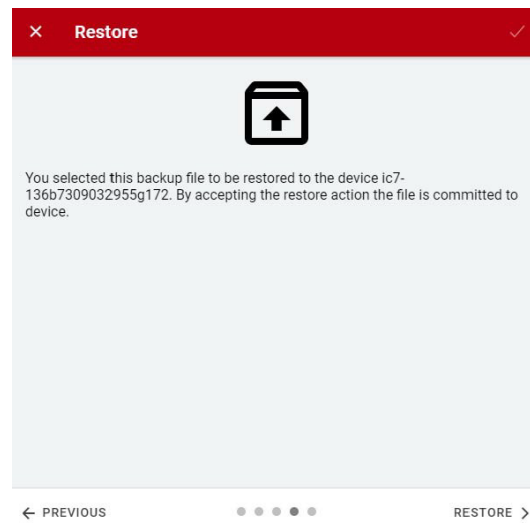 Restore
You selected this backup file to be restored to the device ic7-
136b7309032955g172. By accepting the restore action the file is committed to
device.
PREVIOUS
RESTORE